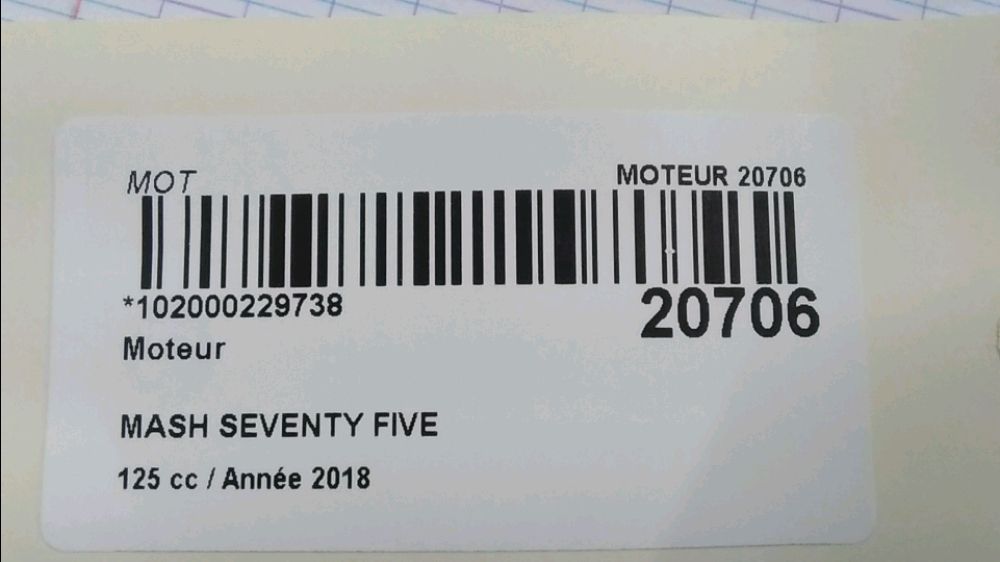 MOT
MOTEUR 20706
*102000229738
20706
Moteur
MASH SEVENTY FIVE
125 cc / Année 2018